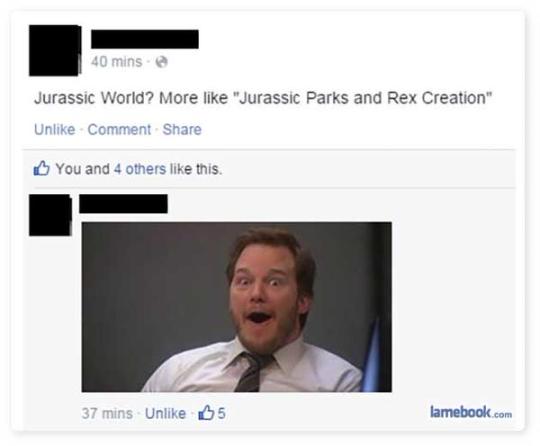 40 mins ·
Jurassic World? More like "Jurassic Parks and Rex Creation"
Unlike · Comment · Share
You and 4 others like this.
37 mins · Unlike · 5
lamebook.com